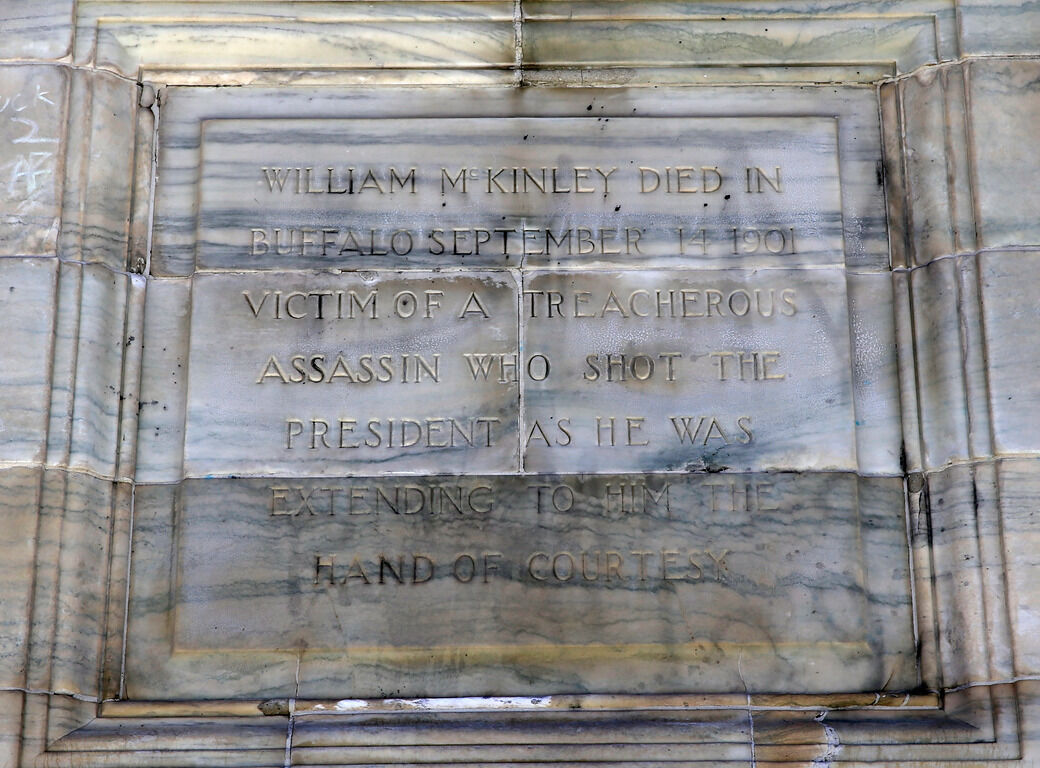 WILLIAM McKINLEY DIED IN
BUFFALO SEPTEMBER 14 1901
VICTIM OF A TREACHEROUS
ASSASSIN WHO SHOT THE
PRESIDENT AS HE WAS
EXTENDING TO HIM THE
HAND OF COURTESY